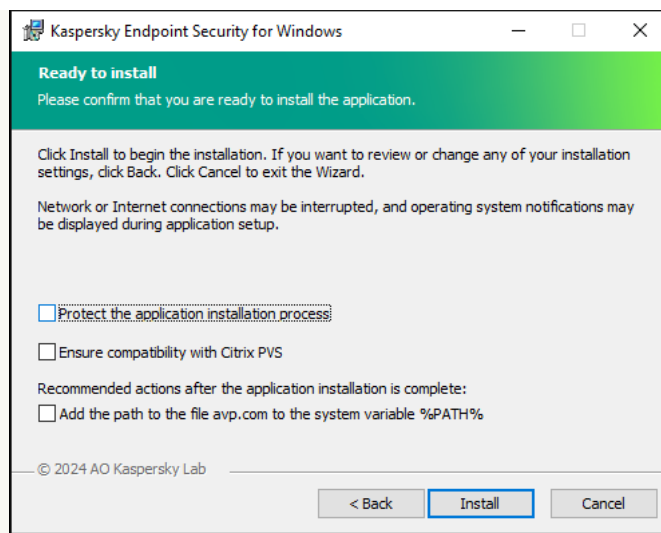 Kaspersky Endpoint Security for Windows
Ready to install
Please confirm that you are ready to install the application.
Click Install to begin the installation. If you want to review or change any of your installation
settings, click Back. Click Cancel to exit the Wizard.
Network or Internet connections may be interrupted, and operating system notifications may
be displayed during application setup.
Protect the application installation process
Ensure compatibility with Citrix PVS
Recommended actions after the application installation is complete:
Add the path to the file avp.com to the system variable %PATH%
© 2024 AO Kaspersky Lab
< Back Install Cancel